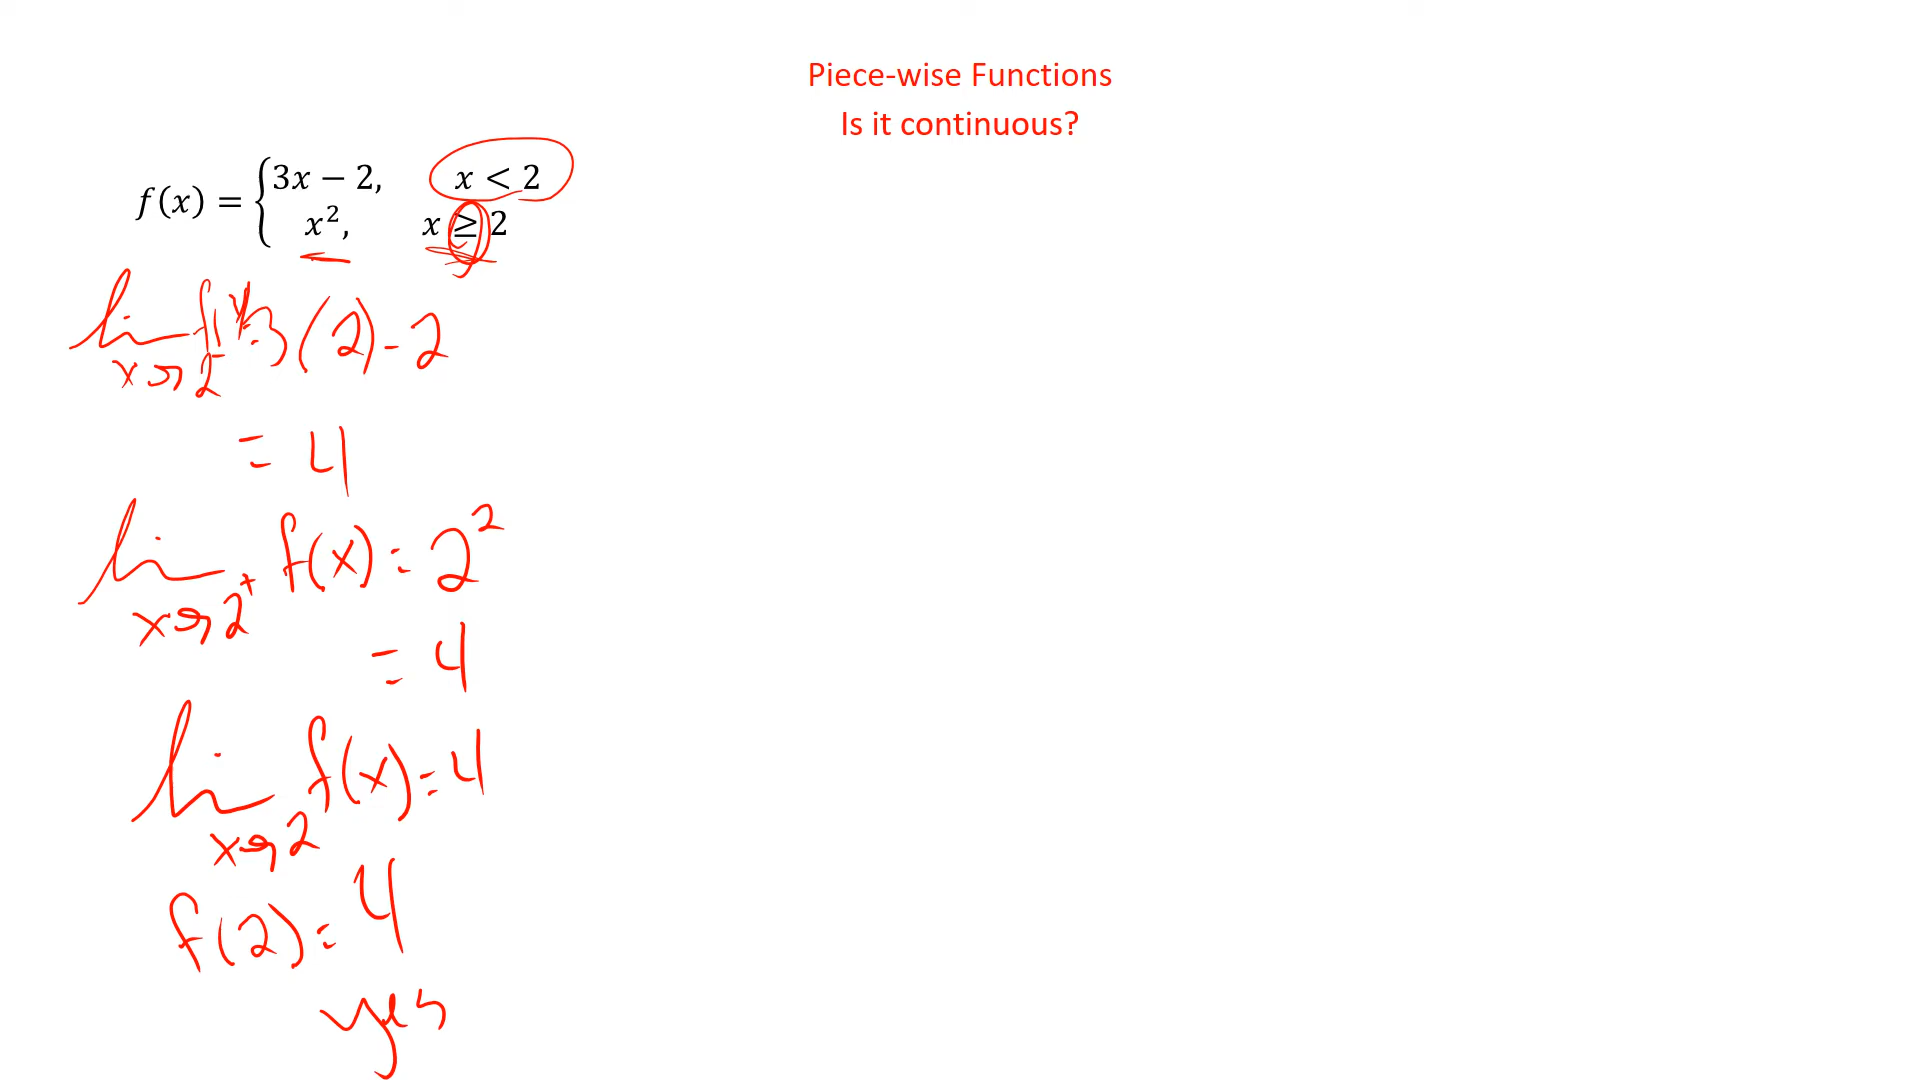 Piece-wise Functions
Is it continuous?
f(x) = {3x − 2, x < 2
x², x ≥ 2
lim x→2⁻ f(x) = 3(2) - 2
= 4
lim x→2⁺ f(x) = 2²
= 4
lim x→2 f(x) = 4
f(2) = 4
yes